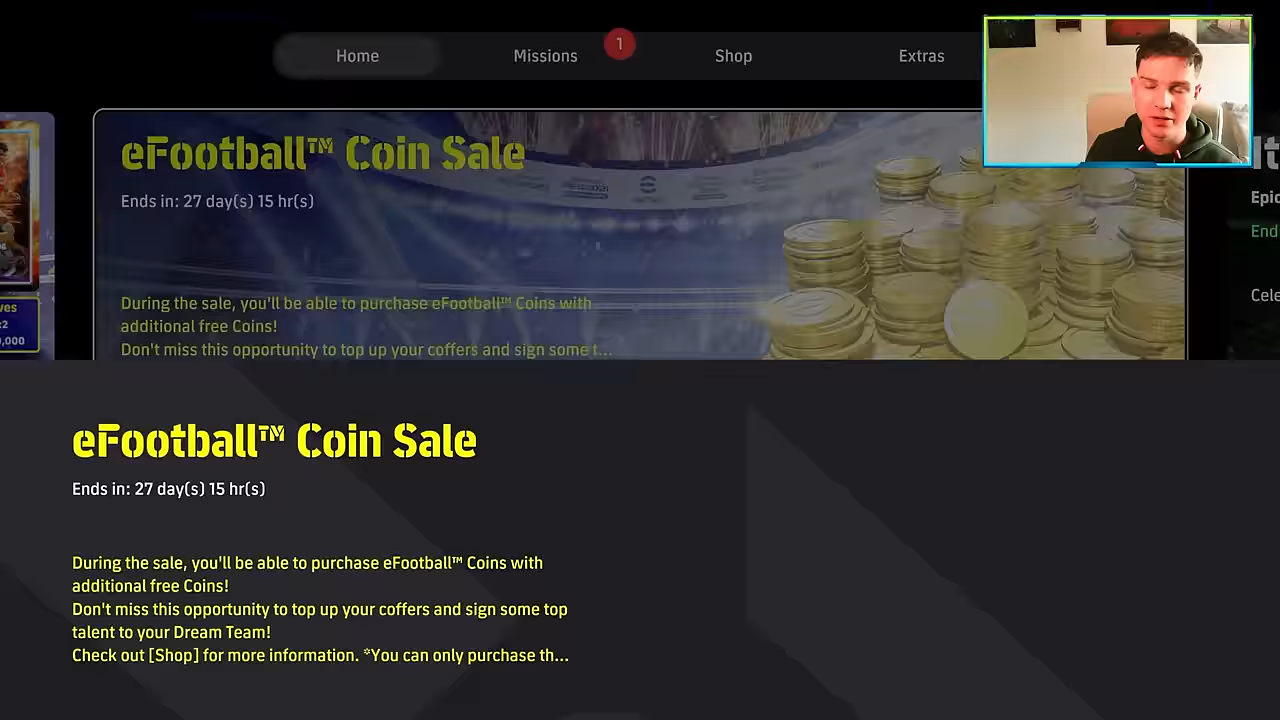 Home
Missions
1
Shop
Extras
eFootball™ Coin Sale
Ends in: 27 day(s) 15 hr(s)
During the sale, you'll be able to purchase eFootball™ Coins with
additional free Coins!
Don't miss this opportunity to top up your coffers and sign some t...
ves
x2
0,000
It
Epic
End
Cele
eFootball™ Coin Sale
Ends in: 27 day(s) 15 hr(s)
During the sale, you'll be able to purchase eFootball™ Coins with
additional free Coins!
Don't miss this opportunity to top up your coffers and sign some top
talent to your Dream Team!
Check out [Shop] for more information. *You can only purchase th...